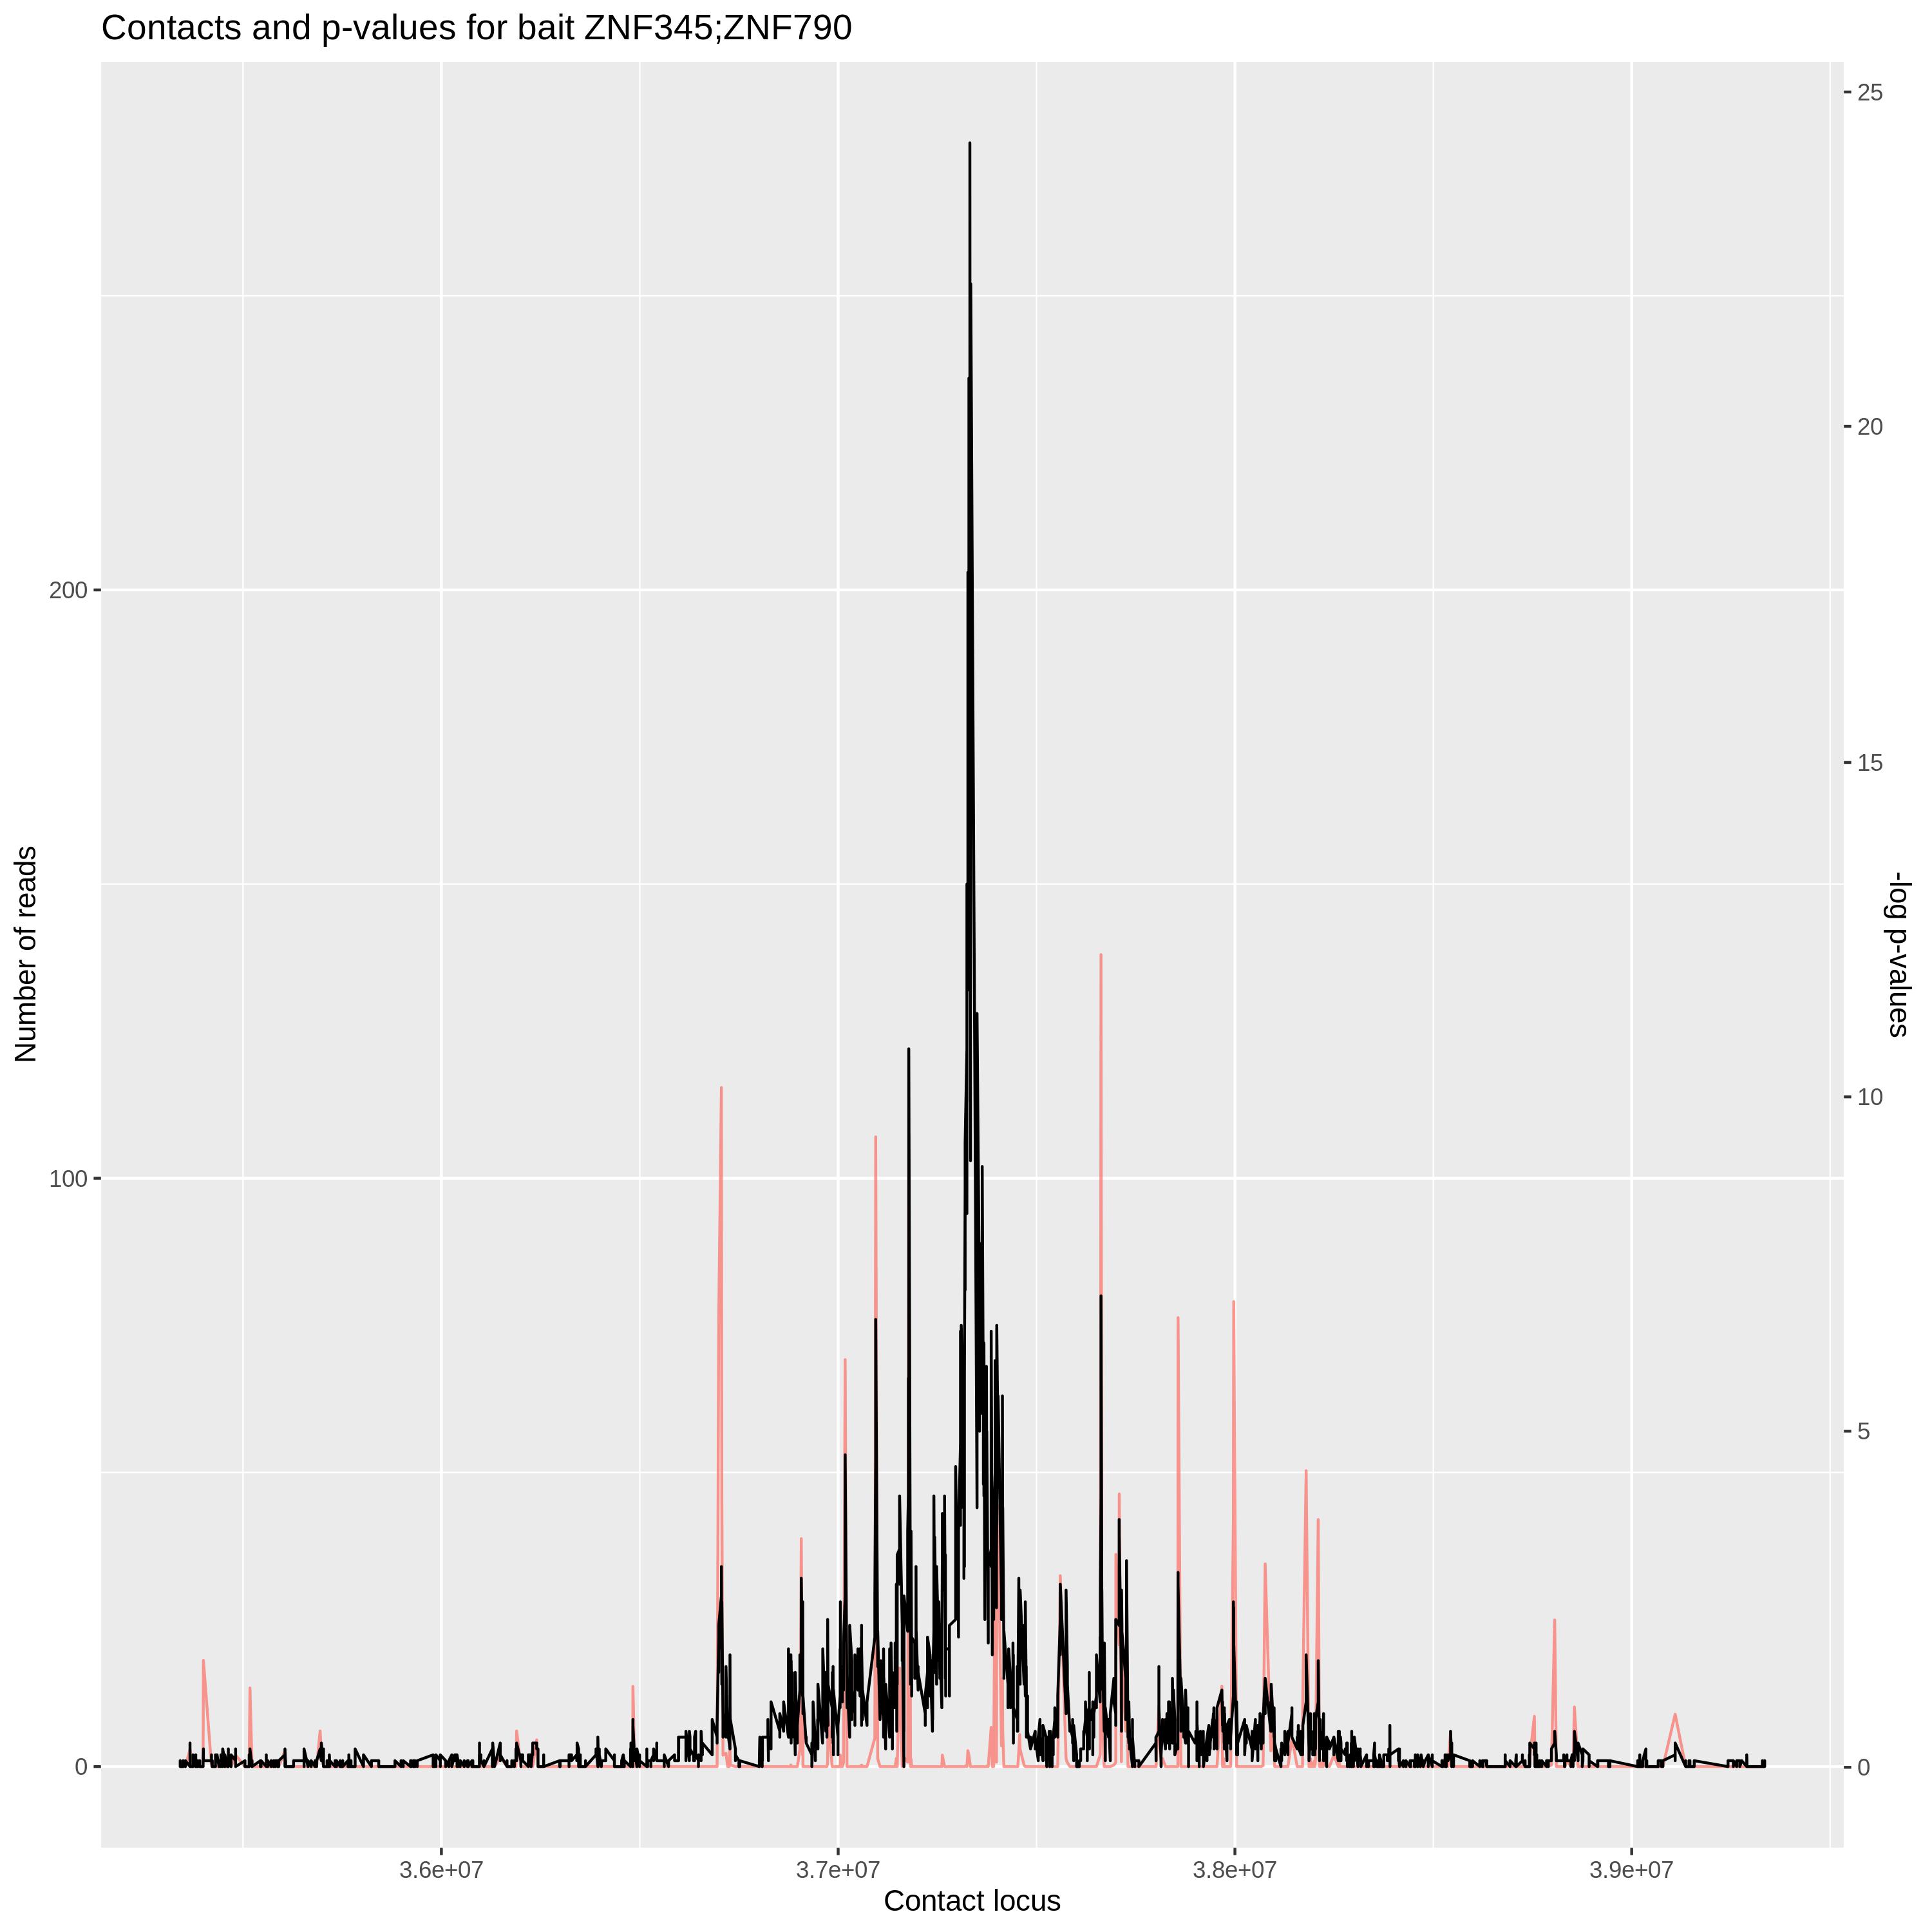 Contacts and p-values for bait ZNF345;ZNF790
Number of reads
200
100
0
25
20
15
10
5
0
-log p-values
3.6e+07
3.7e+07
3.8e+07
3.9e+07
Contact locus